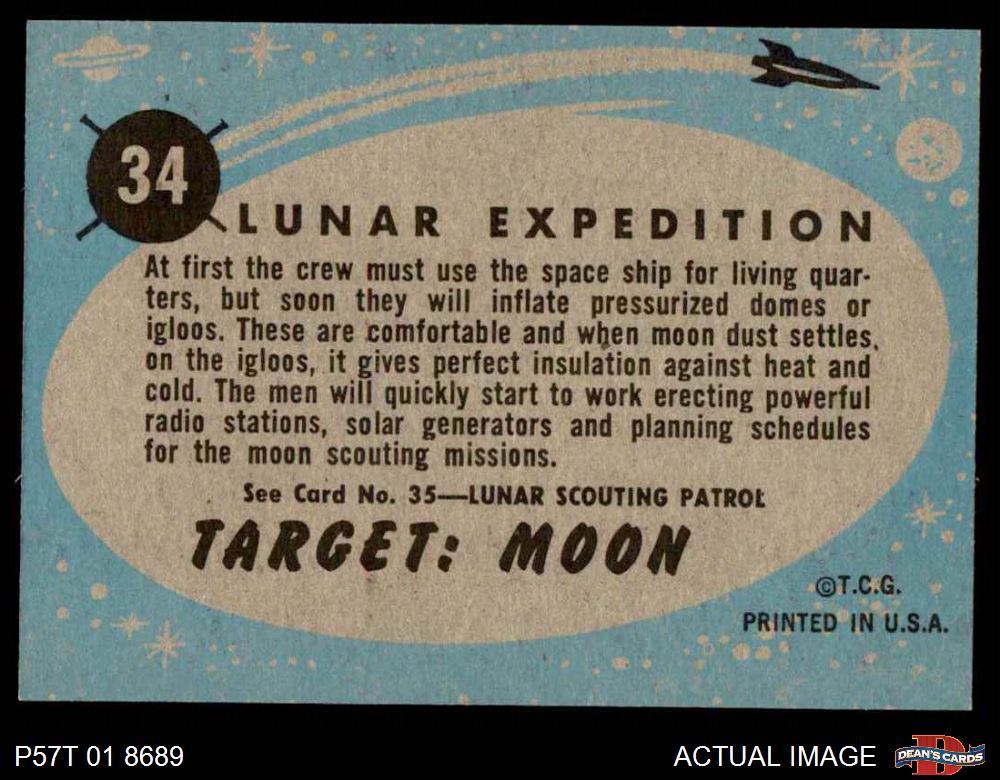 34
LUNAR EXPEDITION
At first the crew must use the space ship for living quar-
ters, but soon they will inflate pressurized domes or
igloos. These are comfortable and when moon dust settles
on the igloos, it gives perfect insulation against heat and
cold. The men will quickly start to work erecting powerful
radio stations, solar generators and planning schedules
for the moon scouting missions.
See Card No. 35—LUNAR SCOUTING PATROL
TARGET: MOON
©T.C.G.
PRINTED IN U.S.A.
P57T 01 8689
ACTUAL IMAGE
D
DEAN'S CARDS